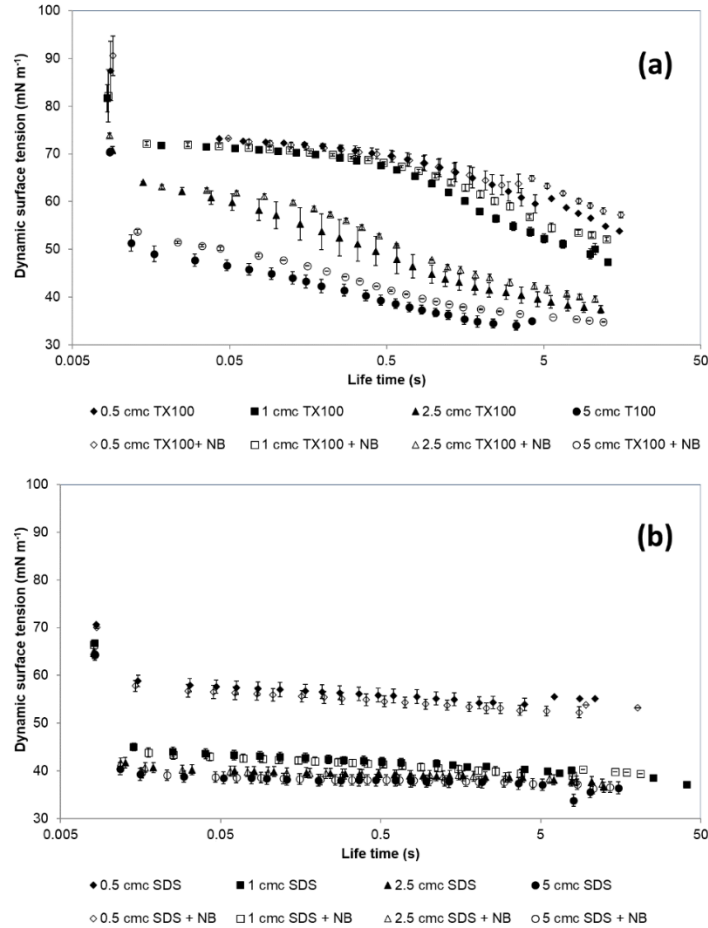 100
90
80
70
60
50
40
30
Dynamic surface tension (mN m⁻¹)
(a)
0.005 0.05 0.5 5 50
Life time (s)
0.5 cmc TX100 1 cmc TX100 2.5 cmc TX100 5 cmc T100
0.5 cmc TX100+ NB 1 cmc TX100 + NB 2.5 cmc TX100 + NB 5 cmc TX100 + NB
100
90
80
70
60
50
40
30
Dynamic surface tension (mN m⁻¹)
(b)
0.005 0.05 0.5 5 50
Life time (s)
0.5 cmc SDS 1 cmc SDS 2.5 cmc SDS 5 cmc SDS
0.5 cmc SDS + NB 1 cmc SDS + NB 2.5 cmc SDS + NB 5 cmc SDS + NB